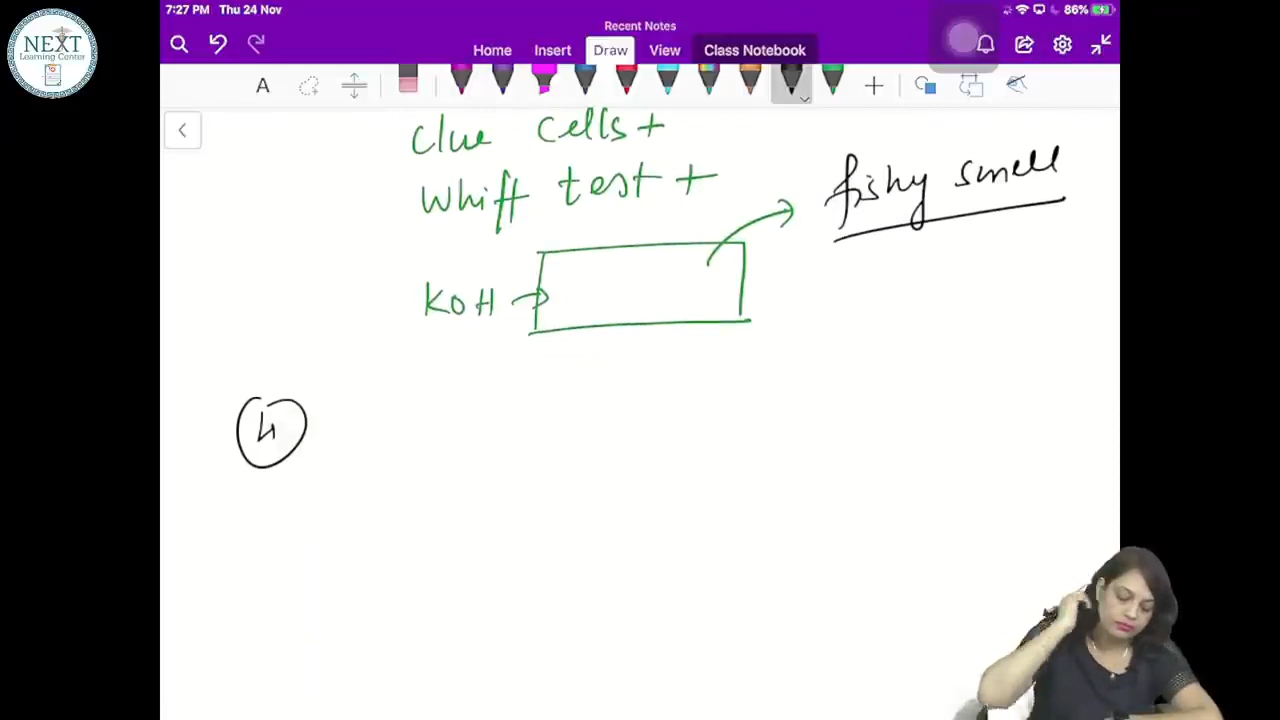 7:27 PM Thu 24 Nov
86%
Recent Notes
Home Insert Draw View Class Notebook
NEXT
Learning Center
A
Clue cells +
Whiff test +
fishy smell
KOH →
4